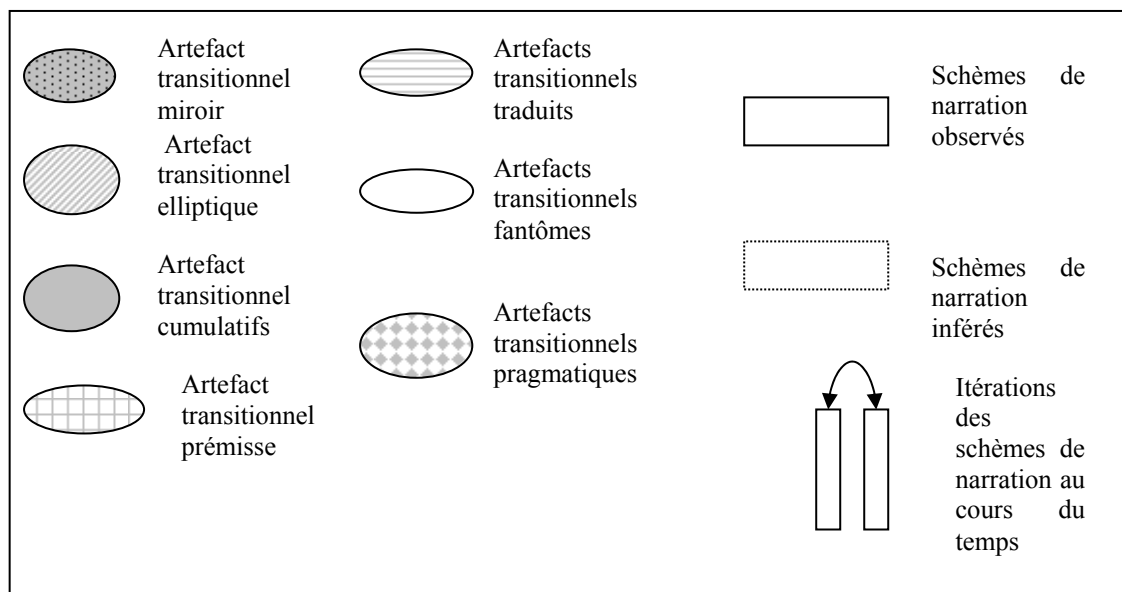 Artefact
transitionnel
miroir
Artefact
transitionnel
elliptique
Artefact
transitionnel
cumulatifs
Artefact
transitionnel
prémisse
Artefacts
transitionnels
traduits
Artefacts
transitionnels
fantômes
Artefacts
transitionnels
pragmatiques
Schèmes de
narration
observés
Schèmes de
narration
inférés
Itérations
des
schèmes de
narration au
cours du
temps